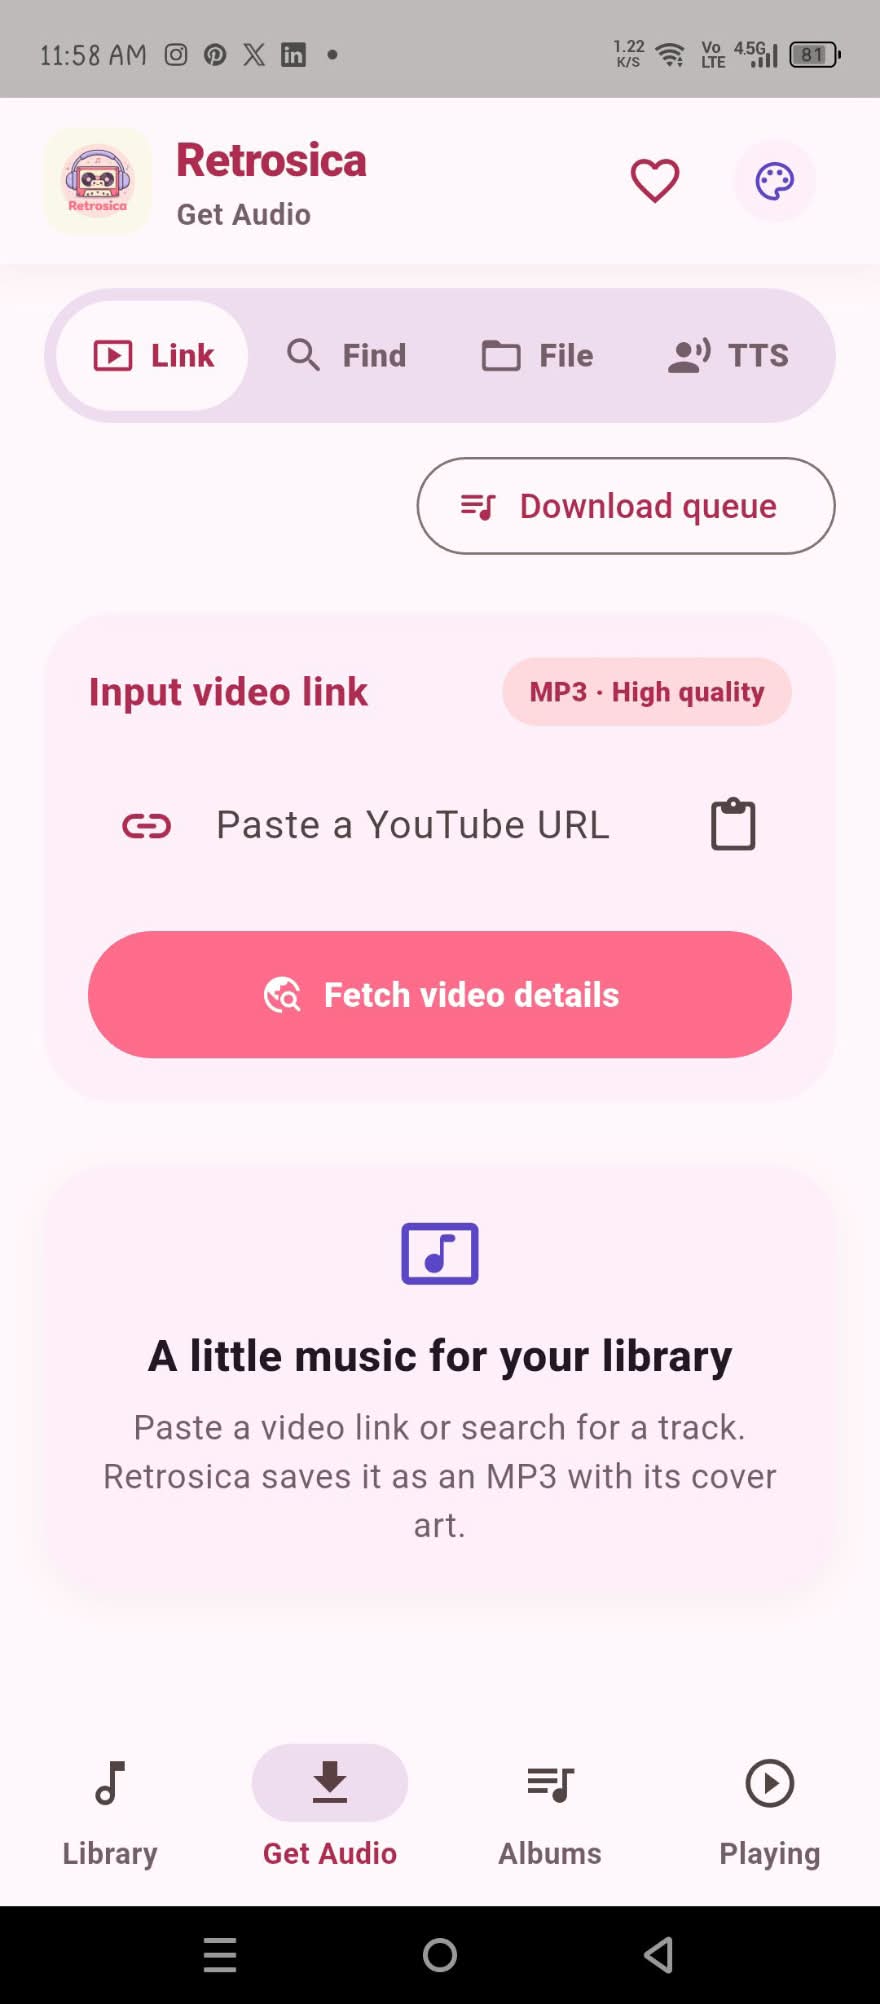 11:58 AM
1.22
K/S
Vo
LTE
4.5G
81
Retrosica
Retrosica
Get Audio
Link
Find
File
TTS
Download queue
Input video link
MP3 · High quality
Paste a YouTube URL
Fetch video details
A little music for your library
Paste a video link or search for a track.
Retrosica saves it as an MP3 with its cover
art.
Library
Get Audio
Albums
Playing